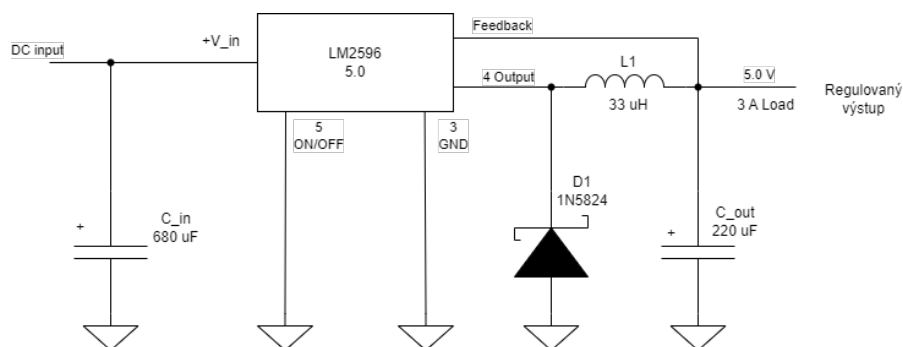 DC input
+V_in
LM2596
5.0
Feedback
4 Output
L1
33 uH
5.0 V
3 A Load
Regulovaný
výstup
5
ON/OFF
3
GND
D1
1N5824
+
C_in
680 uF
+
C_out
220 uF